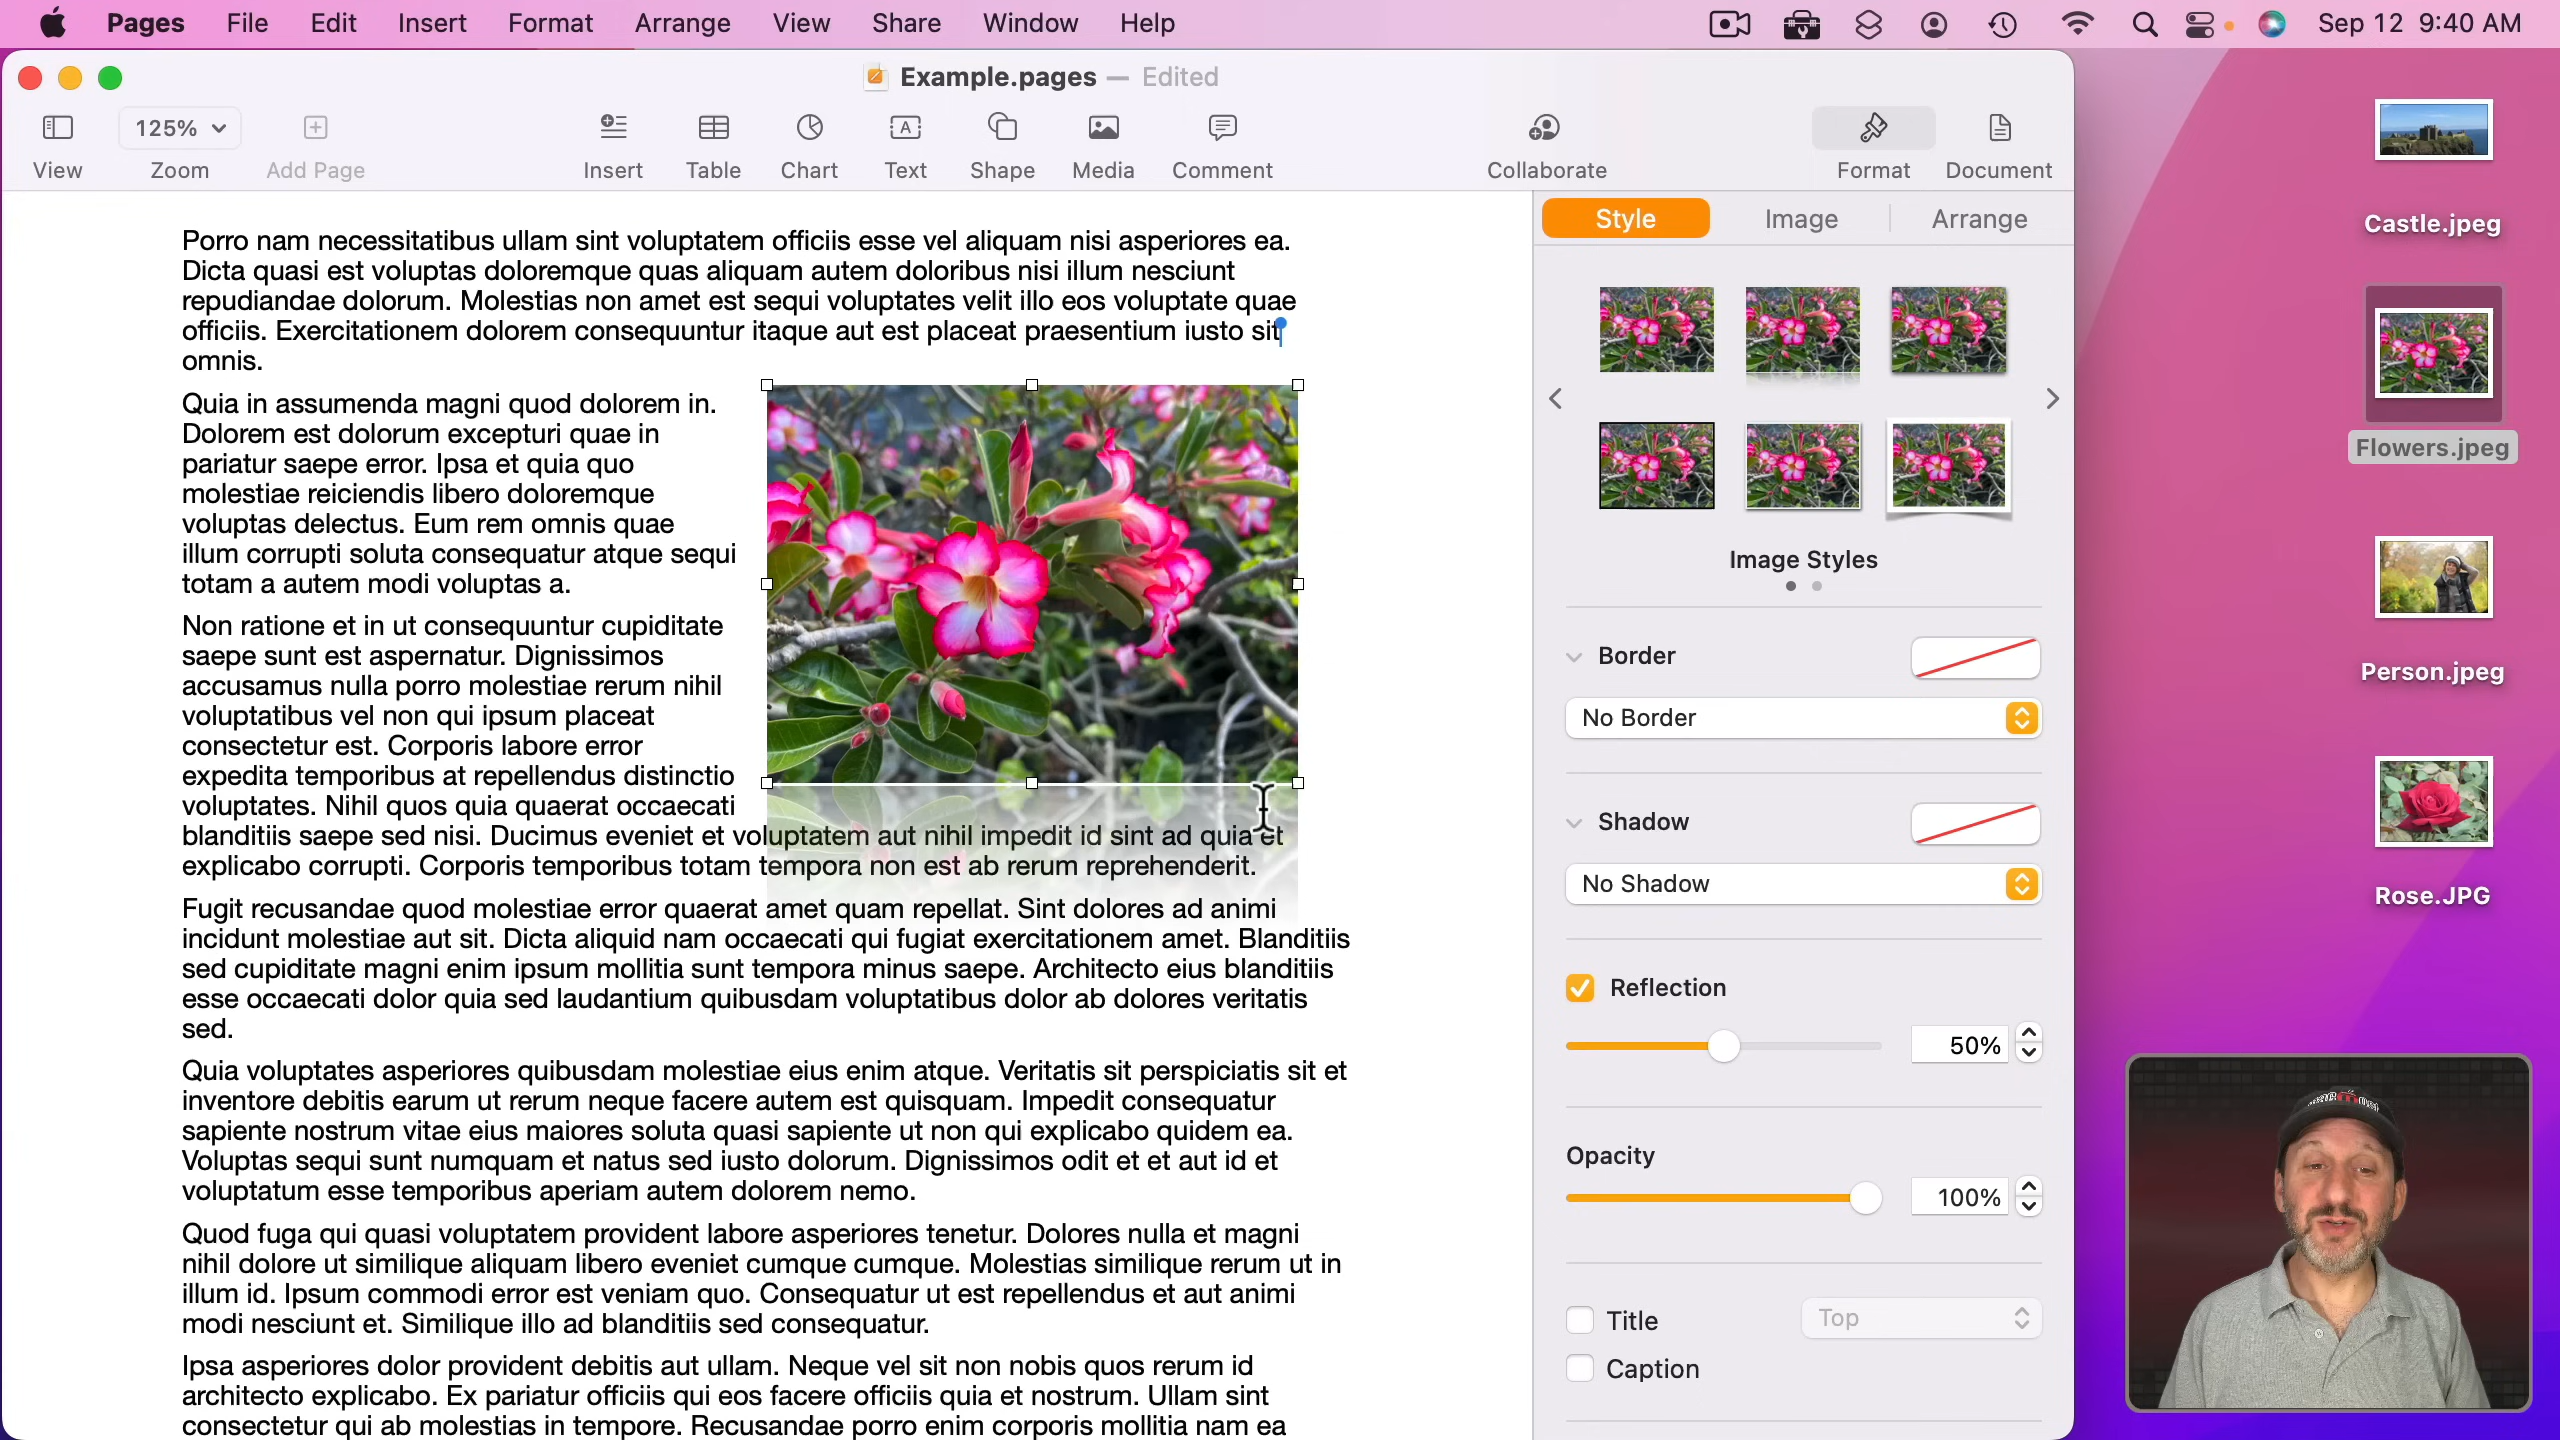 Pages File Edit Insert Format Arrange View Share Window Help
Sep 12 9:40 AM
Example.pages — Edited
125%
View Zoom Add Page Insert Table Chart Text Shape Media Comment Collaborate Format Document
Porro nam necessitatibus ullam sint voluptatem officiis esse vel aliquam nisi asperiores ea.
Dicta quasi est voluptas doloremque quas aliquam autem doloribus nisi illum nesciunt
repudiandae dolorum. Molestias non amet est sequi voluptates velit illo eos voluptate quae
officiis. Exercitationem dolorem consequuntur itaque aut est placeat praesentium iusto sit
omnis.
Quia in assumenda magni quod dolorem in.
Dolorem est dolorum excepturi quae in
pariatur saepe error. Ipsa et quia quo
molestiae reiciendis libero doloremque
voluptas delectus. Eum rem omnis quae
illum corrupti soluta consequatur atque sequi
totam a autem modi voluptas a.
Non ratione et in ut consequuntur cupiditate
saepe sunt est aspernatur. Dignissimos
accusamus nulla porro molestiae rerum nihil
voluptatibus vel non qui ipsum placeat
consectetur est. Corporis labore error
expedita temporibus at repellendus distinctio
voluptates. Nihil quos quia quaerat occaecati
blanditiis saepe sed nisi. Ducimus eveniet et voluptatem aut nihil impedit id sint ad quia et
explicabo corrupti. Corporis temporibus totam tempora non est ab rerum reprehenderit.
Fugit recusandae quod molestiae error quaerat amet quam repellat. Sint dolores ad animi
incidunt molestiae aut sit. Dicta aliquid nam occaecati qui fugiat exercitationem amet. Blanditiis
sed cupiditate magni enim ipsum mollitia sunt tempora minus saepe. Architecto eius blanditiis
esse occaecati dolor quia sed laudantium quibusdam voluptatibus dolor ab dolores veritatis
sed.
Quia voluptates asperiores quibusdam molestiae eius enim atque. Veritatis sit perspiciatis sit et
inventore debitis earum ut rerum neque facere autem est quisquam. Impedit consequatur
sapiente nostrum vitae eius maiores soluta quasi sapiente ut non qui explicabo quidem ea.
Voluptas sequi sunt numquam et natus sed iusto dolorum. Dignissimos odit et et aut id et
voluptatum esse temporibus aperiam autem dolorem nemo.
Quod fuga qui quasi voluptatem provident labore asperiores tenetur. Dolores nulla et magni
nihil dolore ut similique aliquam libero eveniet cumque cumque. Molestias similique rerum ut in
illum id. Ipsum commodi error est veniam quo. Consequatur ut est repellendus et aut animi
modi nesciunt et. Similique illo ad blanditiis sed consequatur.
Ipsa asperiores dolor provident debitis aut ullam. Neque vel sit non nobis quos rerum id
architecto explicabo. Ex pariatur officiis qui eos facere officiis quia et nostrum. Ullam sint
consectetur qui ab molestias in tempore. Recusandae porro enim corporis mollitia nam ea
Style Image Arrange
Image Styles
Border
No Border
Shadow
No Shadow
Reflection
50%
Opacity
100%
Title Top
Caption
Castle.jpeg
Flowers.jpeg
Person.jpeg
Rose.JPG